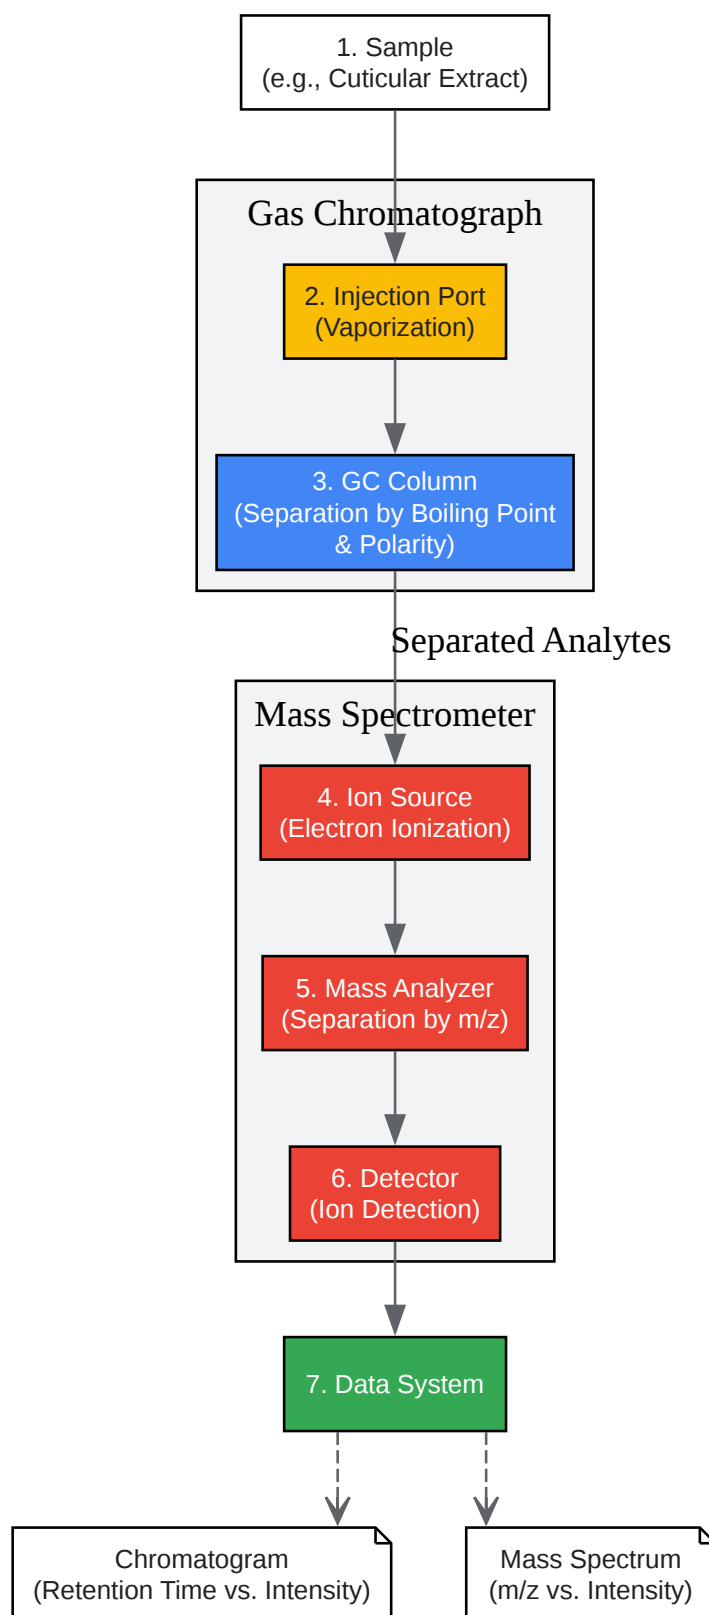 1. Sample
(e.g., Cuticular Extract)
Gas Chromatograph
2. Injection Port
(Vaporization)
3. GC Column
(Separation by Boiling Point
& Polarity)
Separated Analytes
Mass Spectrometer
4. Ion Source
(Electron Ionization)
5. Mass Analyzer
(Separation by m/z)
6. Detector
(Ion Detection)
7. Data System
Chromatogram
(Retention Time vs. Intensity)
Mass Spectrum
(m/z vs. Intensity)